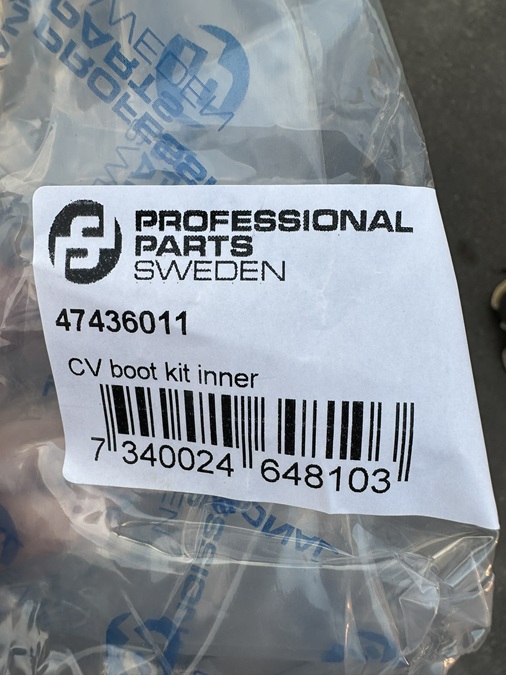 PROFESSIONAL
PARTS
SWEDEN
47436011
CV boot kit inner
7 340024 648103